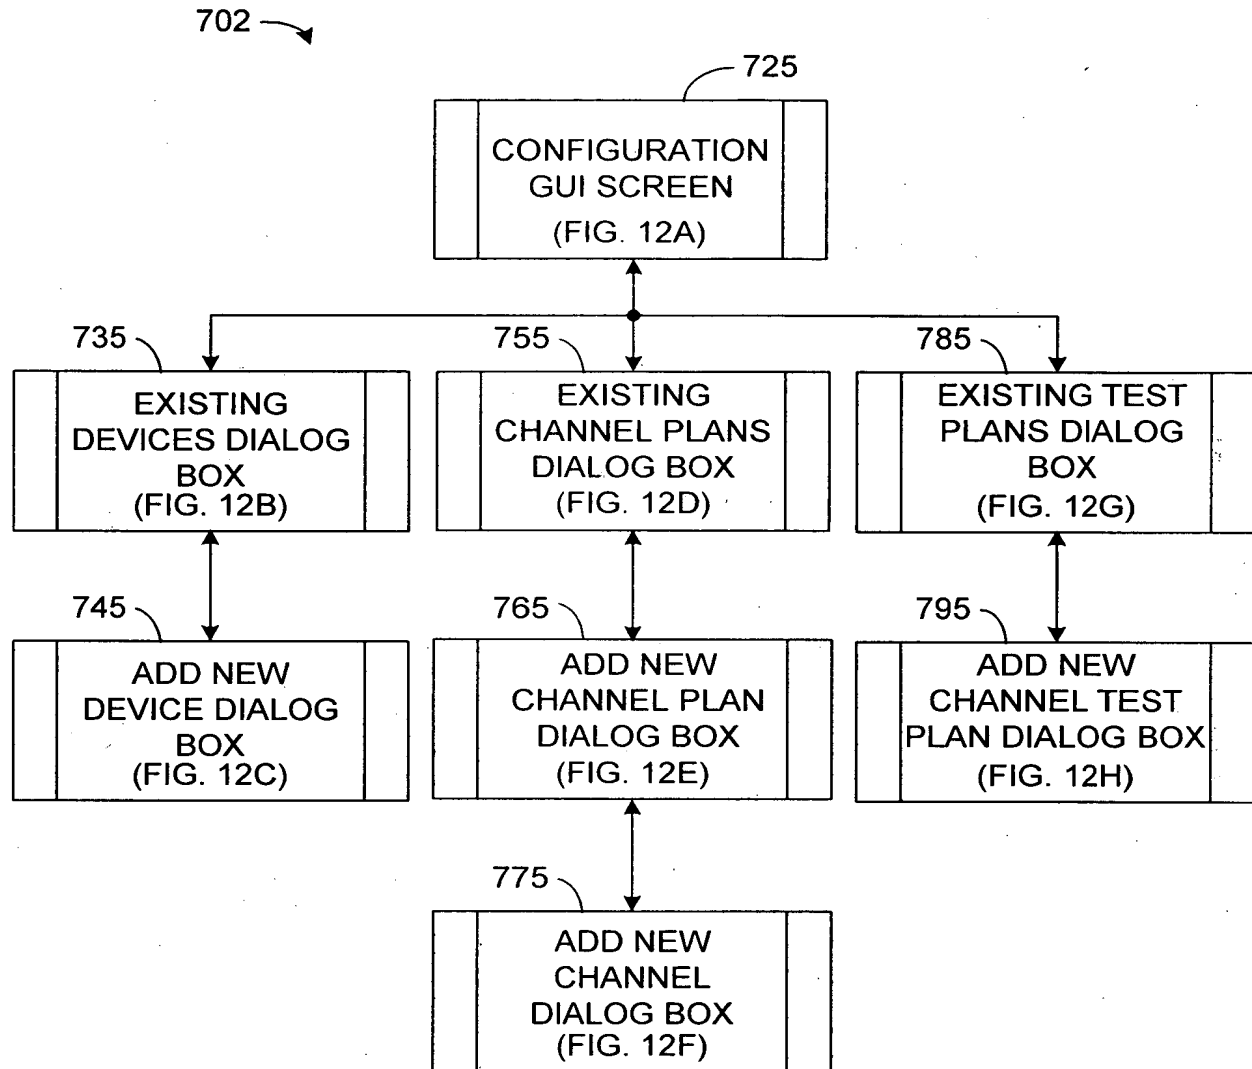 702
725
CONFIGURATION
GUI SCREEN
(FIG. 12A)
735
EXISTING
DEVICES DIALOG
BOX
(FIG. 12B)
755
EXISTING
CHANNEL PLANS
DIALOG BOX
(FIG. 12D)
785
EXISTING TEST
PLANS DIALOG
BOX
(FIG. 12G)
745
ADD NEW
DEVICE DIALOG
BOX
(FIG. 12C)
765
ADD NEW
CHANNEL PLAN
DIALOG BOX
(FIG. 12E)
795
ADD NEW
CHANNEL TEST
PLAN DIALOG BOX
(FIG. 12H)
775
ADD NEW
CHANNEL
DIALOG BOX
(FIG. 12F)